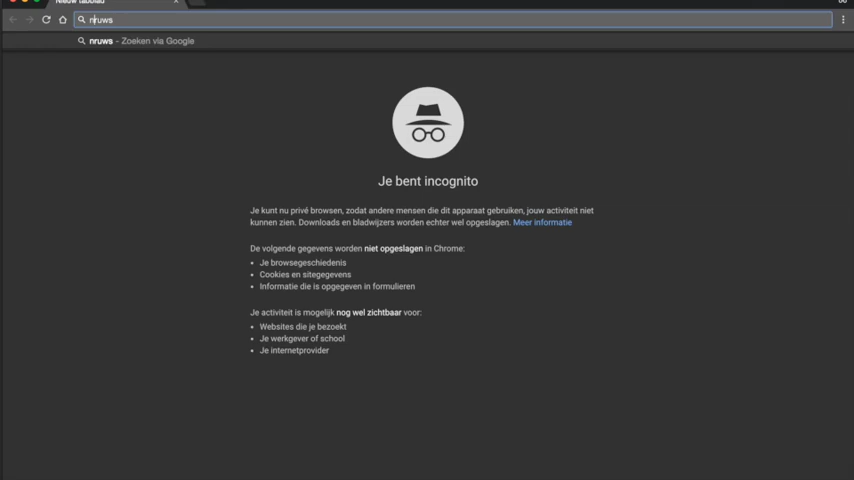 Nieuw tabblad
nruws
nruws - Zoeken via Google
Je bent incognito
Je kunt nu privé browsen, zodat andere mensen die dit apparaat gebruiken, jouw activiteit niet
kunnen zien. Downloads en bladwijzers worden echter wel opgeslagen. Meer informatie
De volgende gegevens worden niet opgeslagen in Chrome:
• Je browsegeschiedenis
• Cookies en sitegegevens
• Informatie die is opgegeven in formulieren
Je activiteit is mogelijk nog wel zichtbaar voor:
• Websites die je bezoekt
• Je werkgever of school
• Je internetprovider